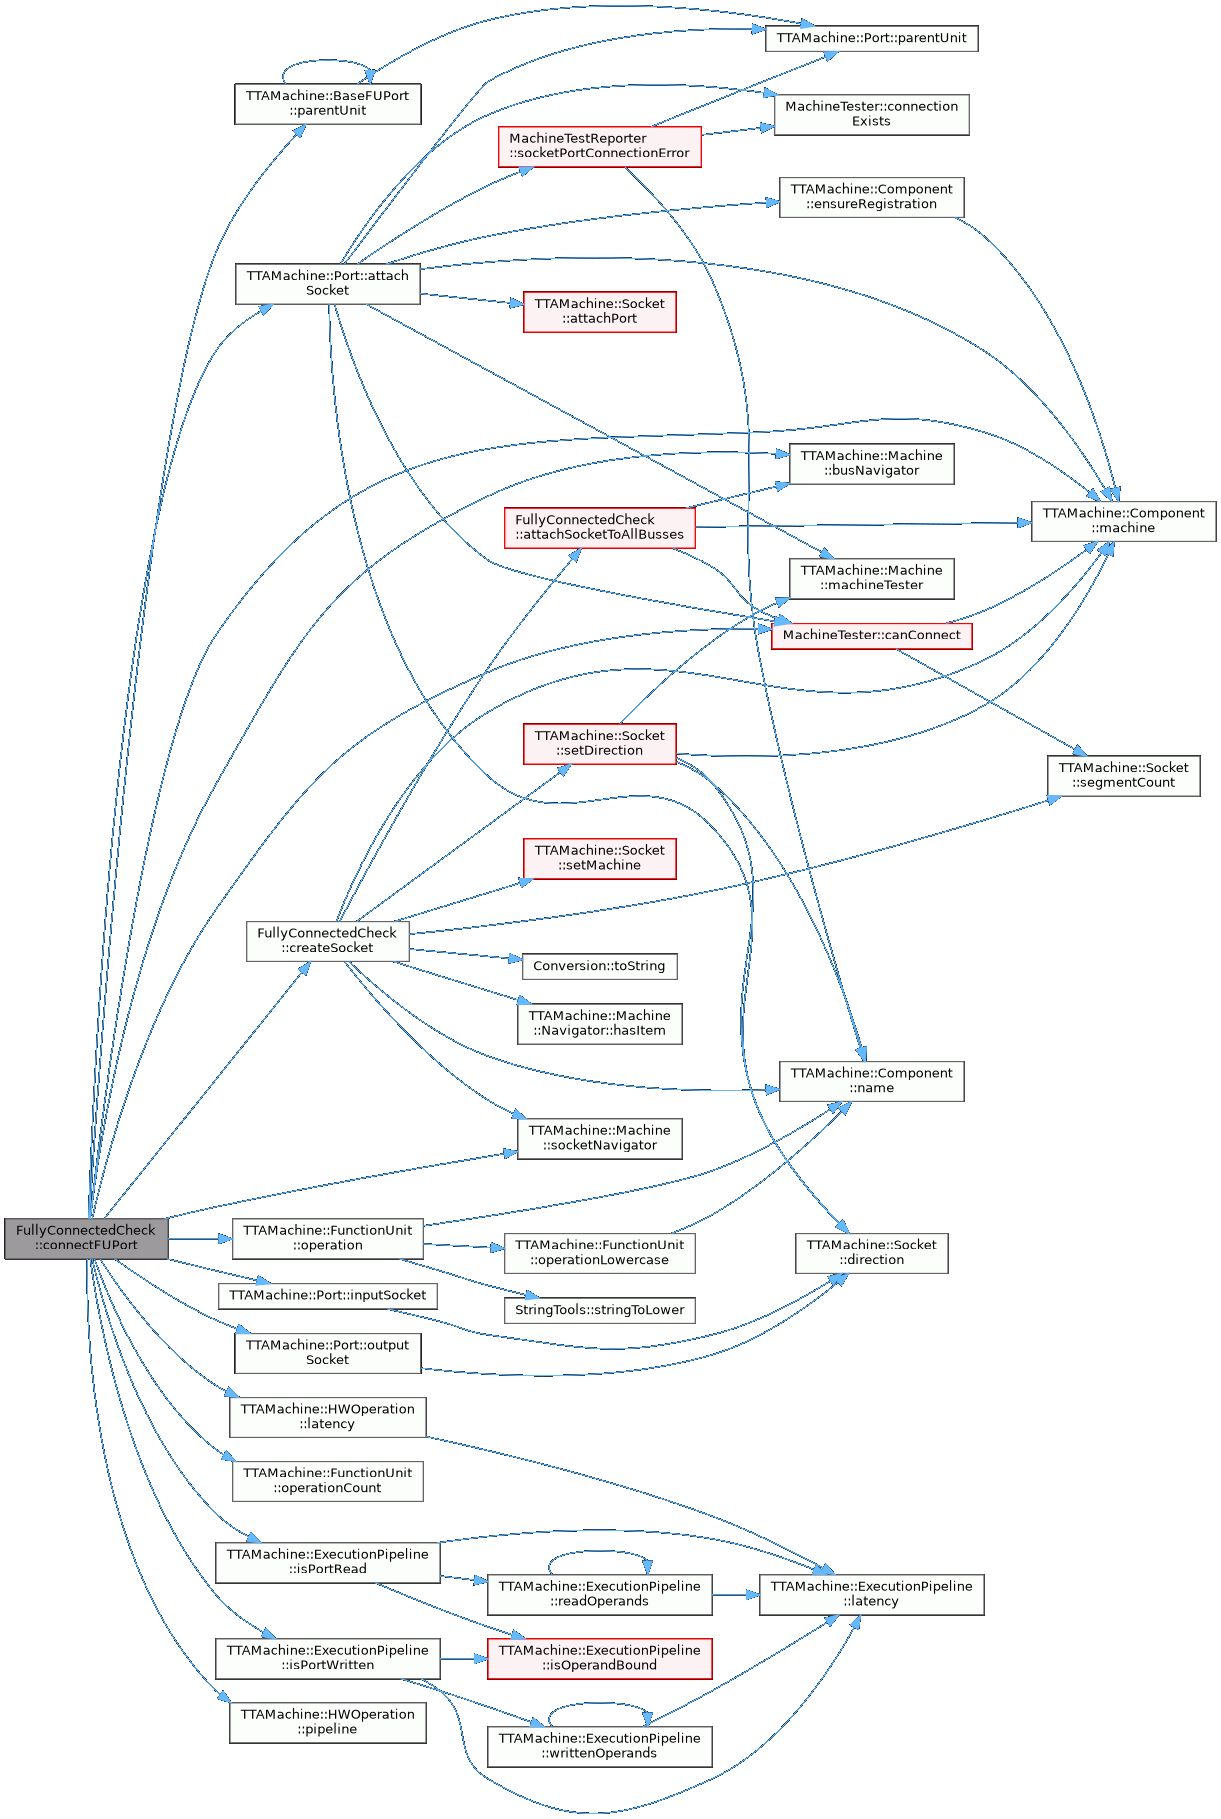 TTAMachine::Port::parentUnit
TTAMachine::BaseFUPort
::parentUnit
MachineTester::connection
Exists
MachineTestReporter
::socketPortConnectionError
TTAMachine::Component
::ensureRegistration
TTAMachine::Port::attach
Socket
TTAMachine::Socket
::attachPort
TTAMachine::Machine
::busNavigator
TTAMachine::Component
::machine
FullyConnectedCheck
::attachSocketToAllBusses
TTAMachine::Machine
::machineTester
MachineTester::canConnect
TTAMachine::Socket
::setDirection
TTAMachine::Socket
::segmentCount
TTAMachine::Socket
::setMachine
FullyConnectedCheck
::createSocket
Conversion::toString
TTAMachine::Machine
::Navigator::hasItem
TTAMachine::Component
::name
TTAMachine::Machine
::socketNavigator
FullyConnectedCheck
::connectFUPort
TTAMachine::FunctionUnit
::operation
TTAMachine::FunctionUnit
::operationLowercase
TTAMachine::Socket
::direction
TTAMachine::Port::inputSocket
StringTools::stringToLower
TTAMachine::Port::output
Socket
TTAMachine::HWOperation
::latency
TTAMachine::FunctionUnit
::operationCount
TTAMachine::ExecutionPipeline
::isPortRead
TTAMachine::ExecutionPipeline
::readOperands
TTAMachine::ExecutionPipeline
::latency
TTAMachine::ExecutionPipeline
::isPortWritten
TTAMachine::ExecutionPipeline
::isOperandBound
TTAMachine::HWOperation
::pipeline
TTAMachine::ExecutionPipeline
::writtenOperands